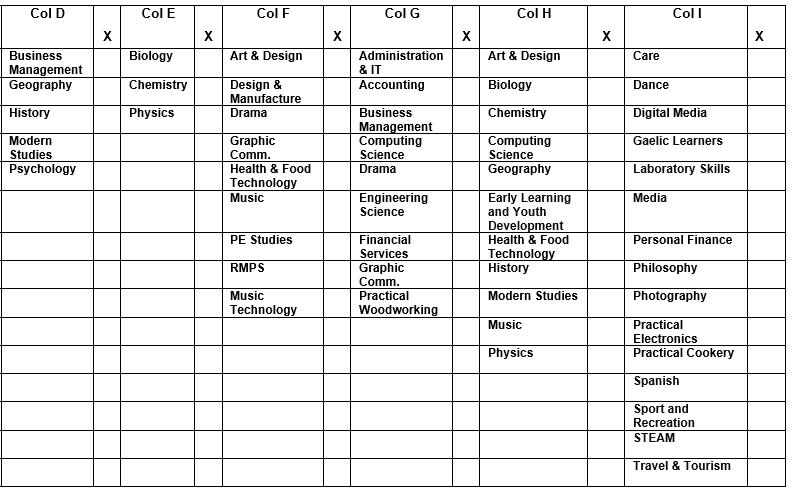 Col D X Col E X Col F X Col G X Col H X Col I X
Business Management Biology Art & Design Administration & IT Art & Design Care
Geography Chemistry Design & Manufacture Accounting Biology Dance
History Physics Drama Business Management Chemistry Digital Media
Modern Studies Graphic Comm. Computing Science Computing Science Gaelic Learners
Psychology Health & Food Technology Drama Geography Laboratory Skills
Music Engineering Science Early Learning and Youth Development Media
PE Studies Financial Services Health & Food Technology Personal Finance
RMPS Graphic Comm. History Philosophy
Music Technology Practical Woodworking Modern Studies Photography
Music Practical Electronics
Physics Practical Cookery
Spanish
Sport and Recreation
STEAM
Travel & Tourism